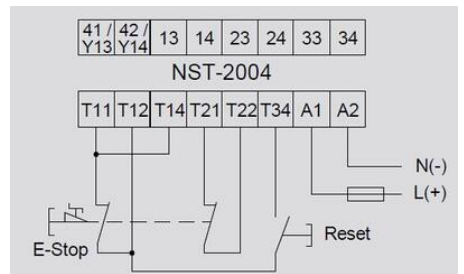 41 / Y13 42 / Y14 13 14 23 24 33 34
NST-2004
T11 T12 T14 T21 T22 T34 A1 A2
N(-)
L(+)
E-Stop
Reset